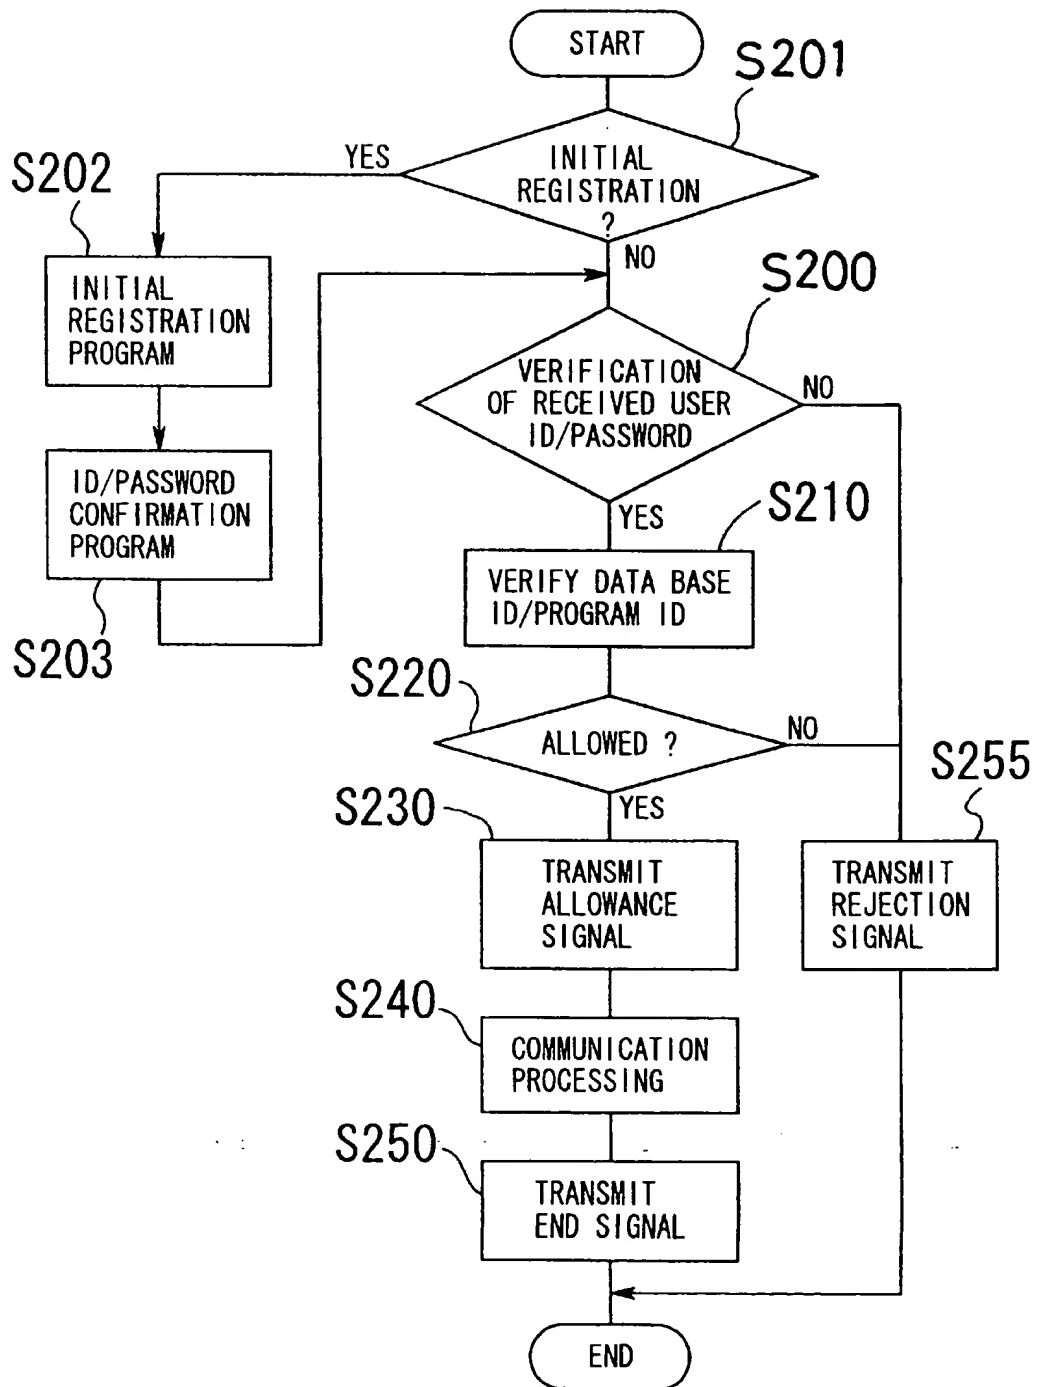 START
S201
INITIAL
REGISTRATION
?
YES
NO
S202
INITIAL
REGISTRATION
PROGRAM
ID/PASSWORD
CONFIRMATION
PROGRAM
S203
S200
VERIFICATION
OF RECEIVED USER
ID/PASSWORD
NO
YES
S210
VERIFY DATA BASE
ID/PROGRAM ID
S220
ALLOWED ?
NO
YES
S230
TRANSMIT
ALLOWANCE
SIGNAL
S255
TRANSMIT
REJECTION
SIGNAL
S240
COMMUNICATION
PROCESSING
S250
TRANSMIT
END SIGNAL
END